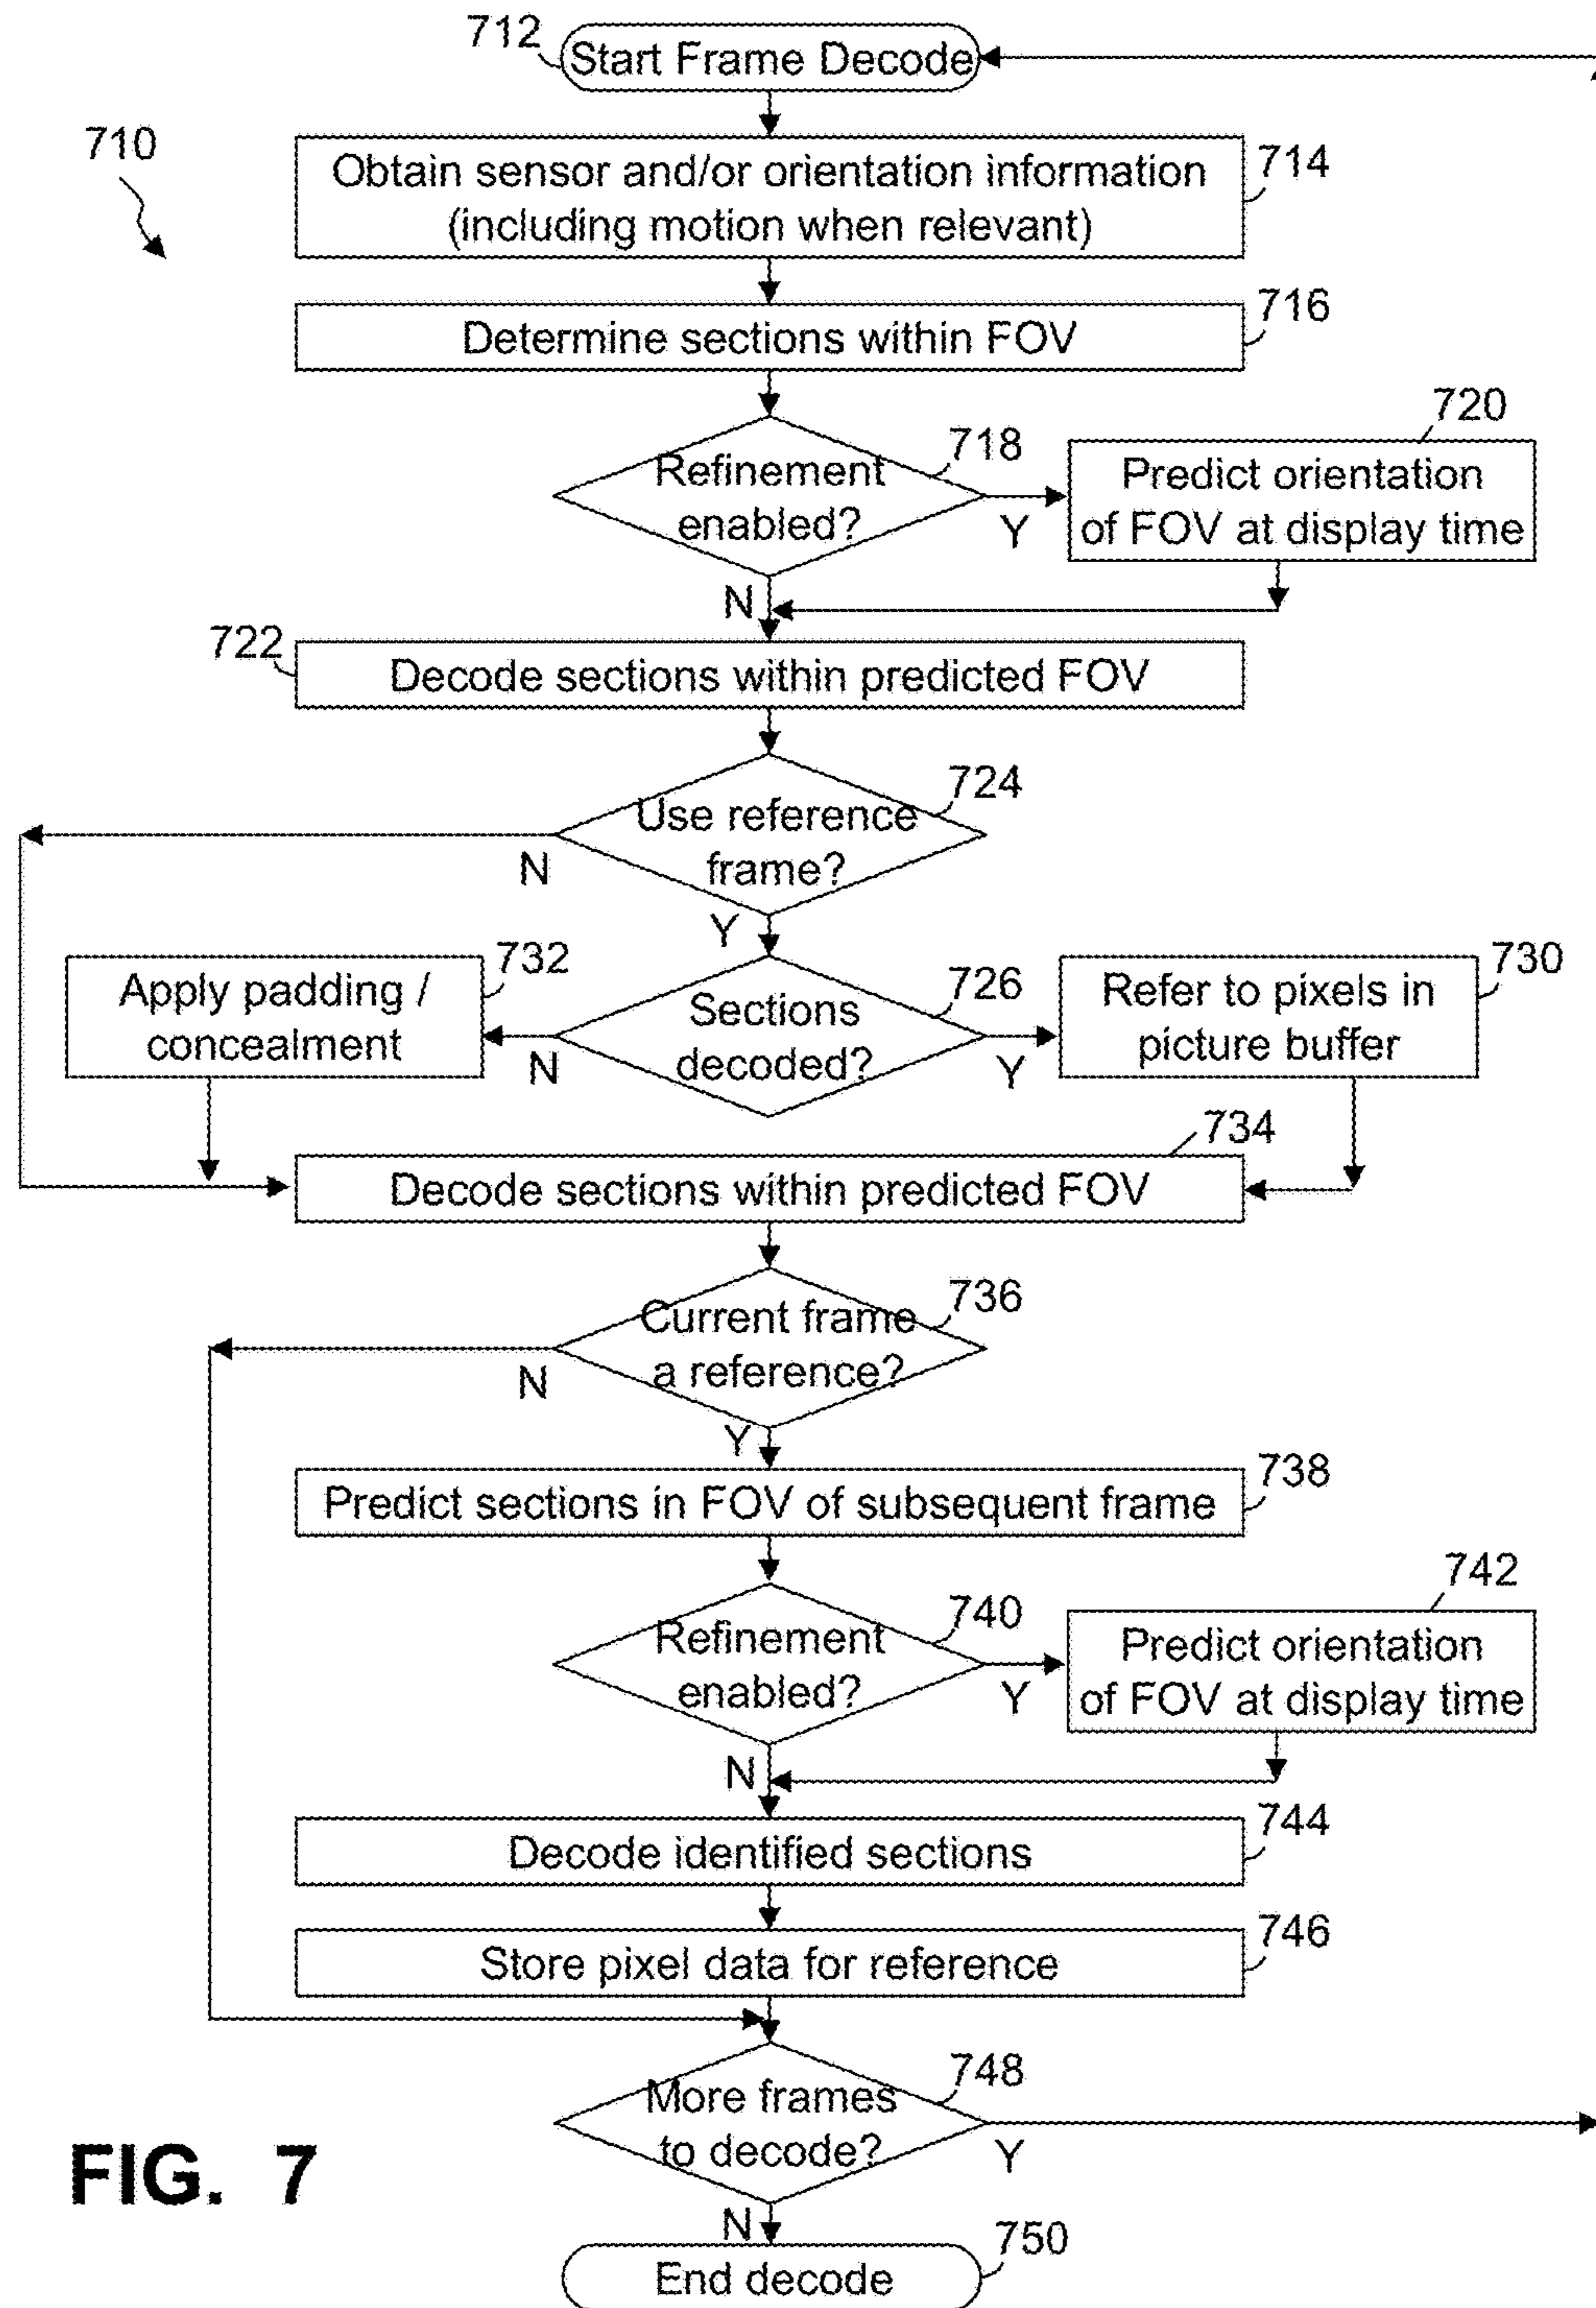 712
Start Frame Decode
710
Obtain sensor and/or orientation information
(including motion when relevant)
714
Determine sections within FOV
716
Refinement
enabled?
718
Y
N
720
Predict orientation
of FOV at display time
722
Decode sections within predicted FOV
Use reference
frame?
724
N
Y
732
Apply padding /
concealment
Sections
decoded?
726
N
Y
730
Refer to pixels in
picture buffer
734
Decode sections within predicted FOV
Current frame
a reference?
736
N
Y
Predict sections in FOV of subsequent frame
738
Refinement
enabled?
740
Y
N
742
Predict orientation
of FOV at display time
Decode identified sections
744
Store pixel data for reference
746
More frames
to decode?
748
Y
N
FIG. 7
End decode
750